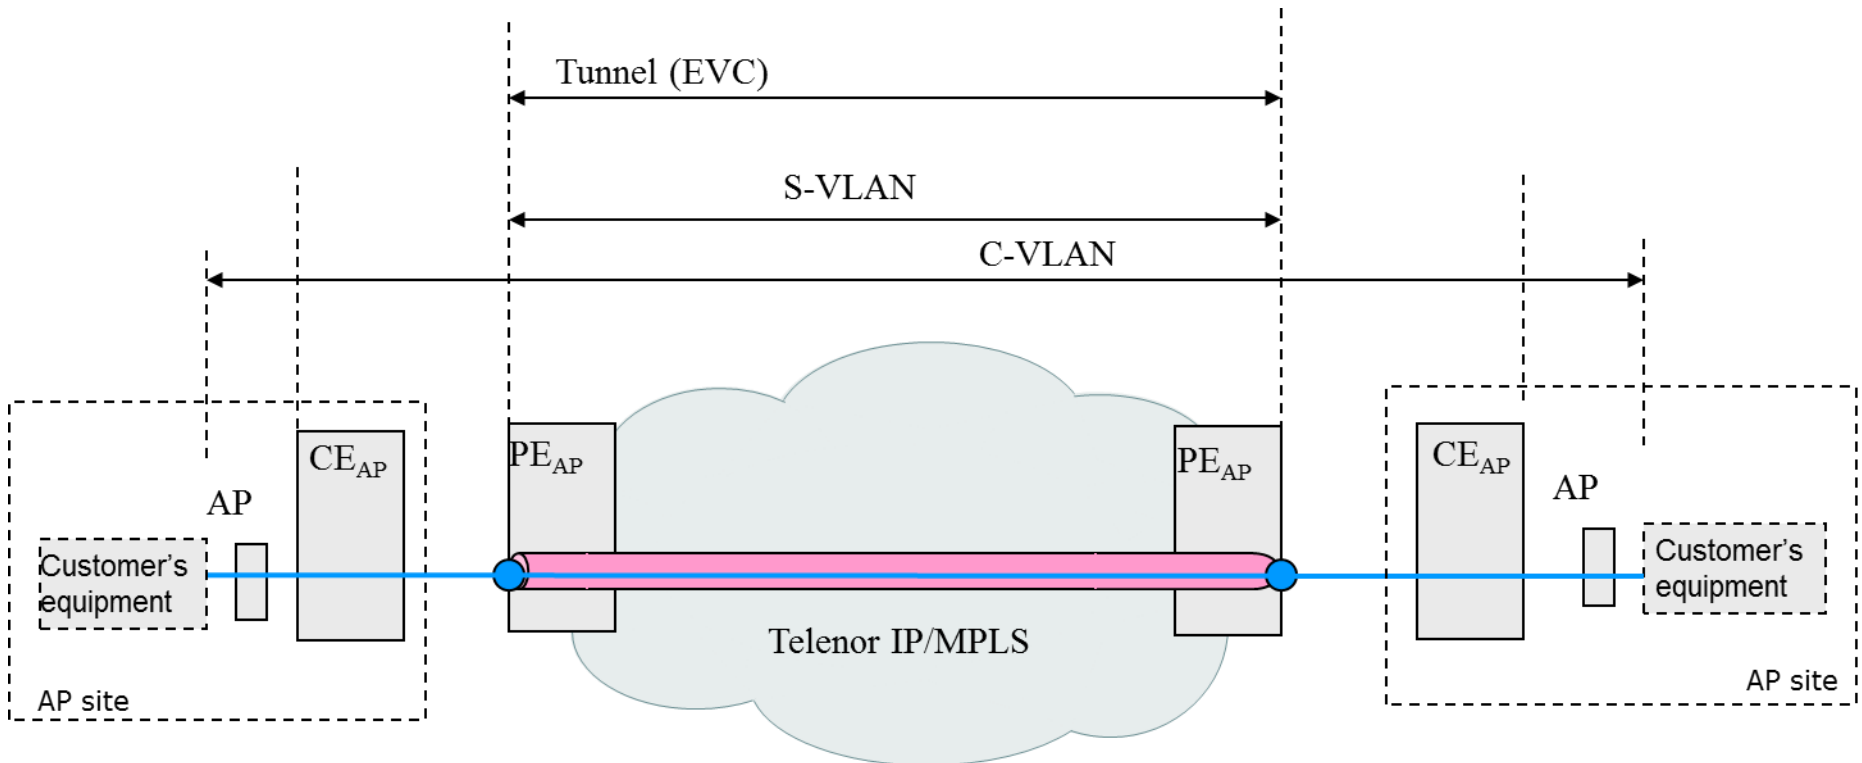 Tunnel (EVC)
S-VLAN
C-VLAN
CEAP
PEAP
PEAP
CEAP
AP
AP
Customer’s
equipment
Customer’s
equipment
Telenor IP/MPLS
AP site
AP site